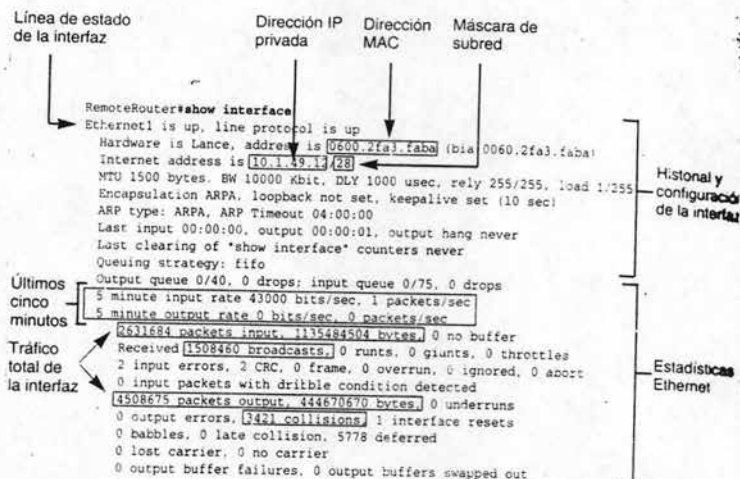 Línea de estado
de la interfaz
Dirección IP
privada
Dirección
MAC
Máscara de
subred
RemoteRouter#show interface
Ethernet1 is up, line protocol is up
Hardware is Lance, address is 0600.2fa3.faba (bia 0060.2fa3.faba)
Internet address is 10.1.49.12/28
MTU 1500 bytes. BW 10000 Kbit, DLY 1000 usec, rely 255/255, load 1/255
Encapsulation ARPA, loopback not set, keepalive set (10 sec)
ARP type: ARPA, ARP Timeout 04:00:00
Last input 00:00:00, output 00:00:01, output hang never
Last clearing of "show interface" counters never
Queuing strategy: fifo
Output queue 0/40, 0 drops; input queue 0/75, 0 drops
5 minute input rate 43000 bits/sec, 1 packets/sec
5 minute output rate 0 bits/sec, 0 packets/sec
2631684 packets input, 1135484504 bytes, 0 no buffer
Received 1508460 broadcasts, 0 runts, 0 giants, 0 throttles
2 input errors, 2 CRC, 0 frame, 0 overrun, 0 ignored, 0 abort
0 input packets with dribble condition detected
4508675 packets output, 444670670 bytes, 0 underruns
0 output errors, 3421 collisions, 1 interface resets
0 babbles, 0 late collision, 5778 deferred
0 lost carrier, 0 no carrier
0 output buffer failures, 0 output buffers swapped out
Historial y
configuración
de la interfaz
Últimos
cinco
minutos
Tráfico
total de
la interfaz
Estadísticas
Ethernet